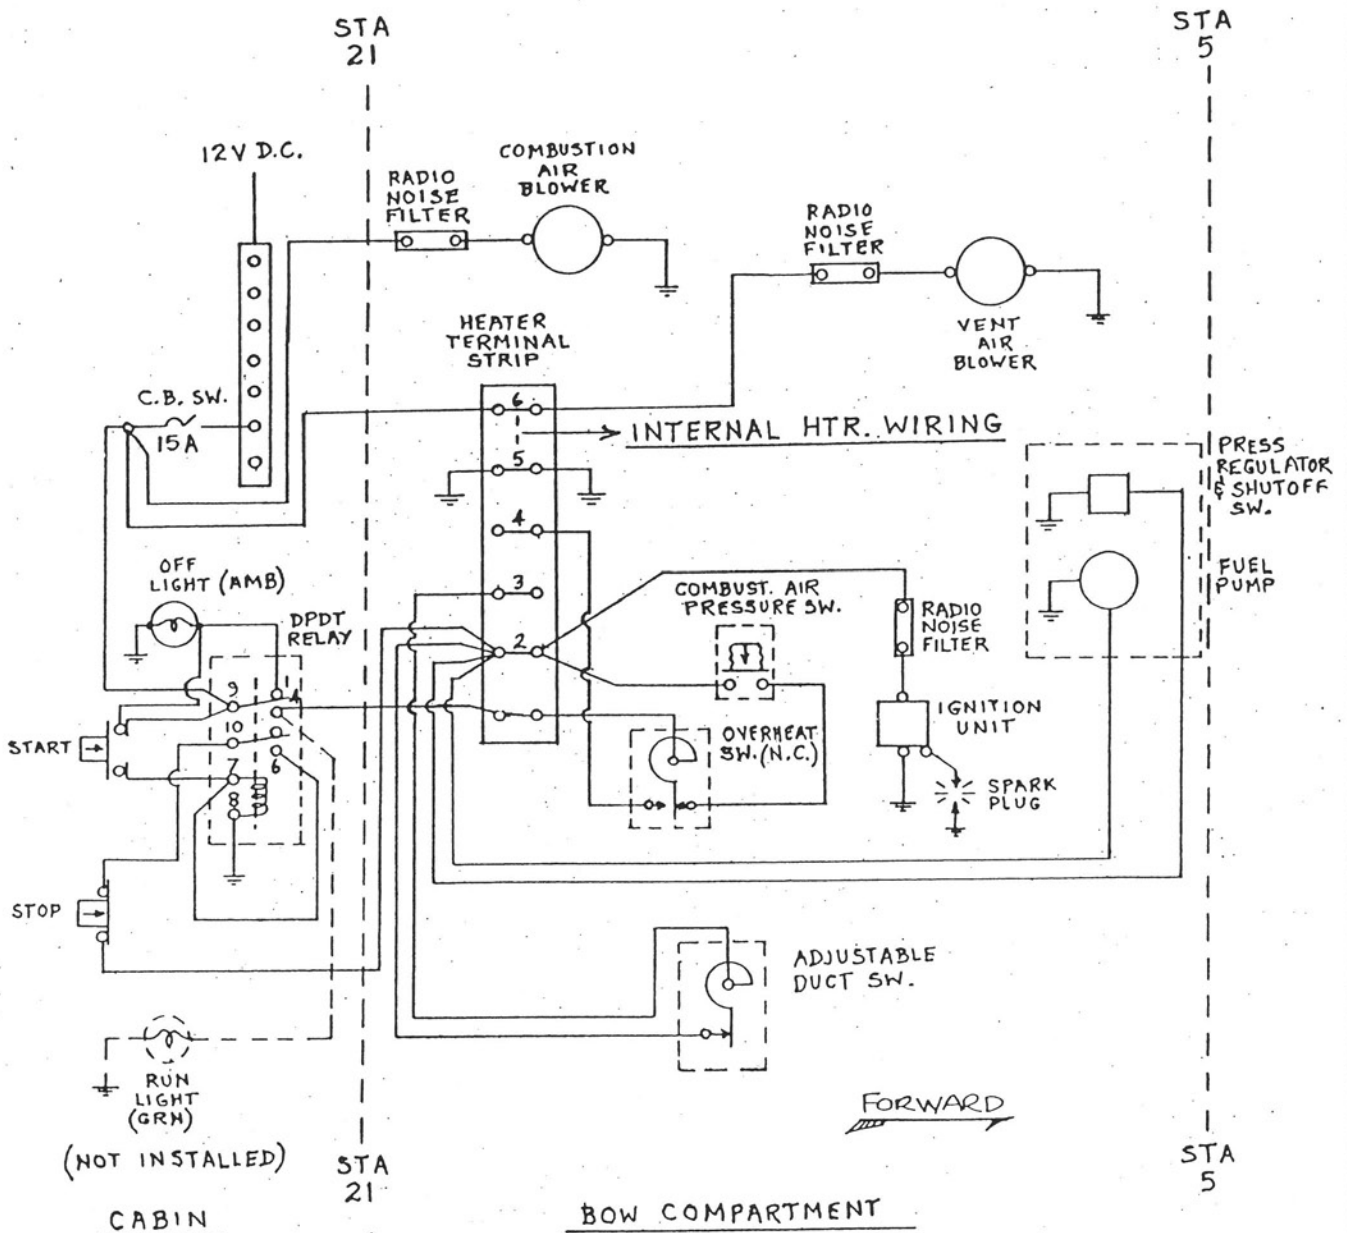 STA
21
STA
5
12V D.C.
RADIO
NOISE
FILTER
COMBUSTION
AIR
BLOWER
RADIO
NOISE
FILTER
VENT
AIR
BLOWER
HEATER
TERMINAL
STRIP
C.B. SW.
15A
6
INTERNAL HTR. WIRING
5
4
3
2
PRESS
REGULATOR
& SHUTOFF
SW.
FUEL
PUMP
OFF
LIGHT (AMB)
DPDT
RELAY
COMBUST. AIR
PRESSURE SW.
RADIO
NOISE
FILTER
9
1
4
10
7
6
8
START
OVERHEAT
SW. (N.C.)
IGNITION
UNIT
SPARK
PLUG
STOP
ADJUSTABLE
DUCT SW.
RUN
LIGHT
(GRN)
(NOT INSTALLED)
FORWARD
STA
21
STA
5
CABIN
BOW COMPARTMENT